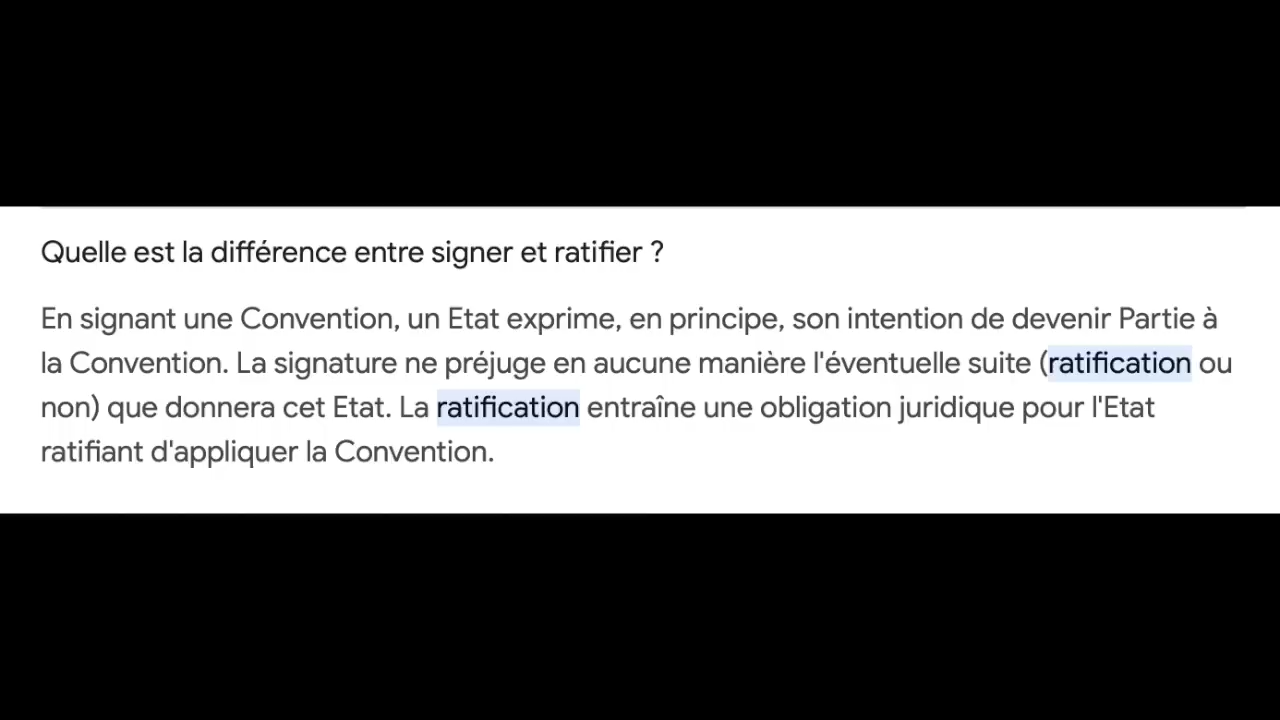 Quelle est la différence entre signer et ratifier ?
En signant une Convention, un Etat exprime, en principe, son intention de devenir Partie à
la Convention. La signature ne préjuge en aucune manière l'éventuelle suite (ratification ou
non) que donnera cet Etat. La ratification entraîne une obligation juridique pour l'Etat
ratifiant d'appliquer la Convention.